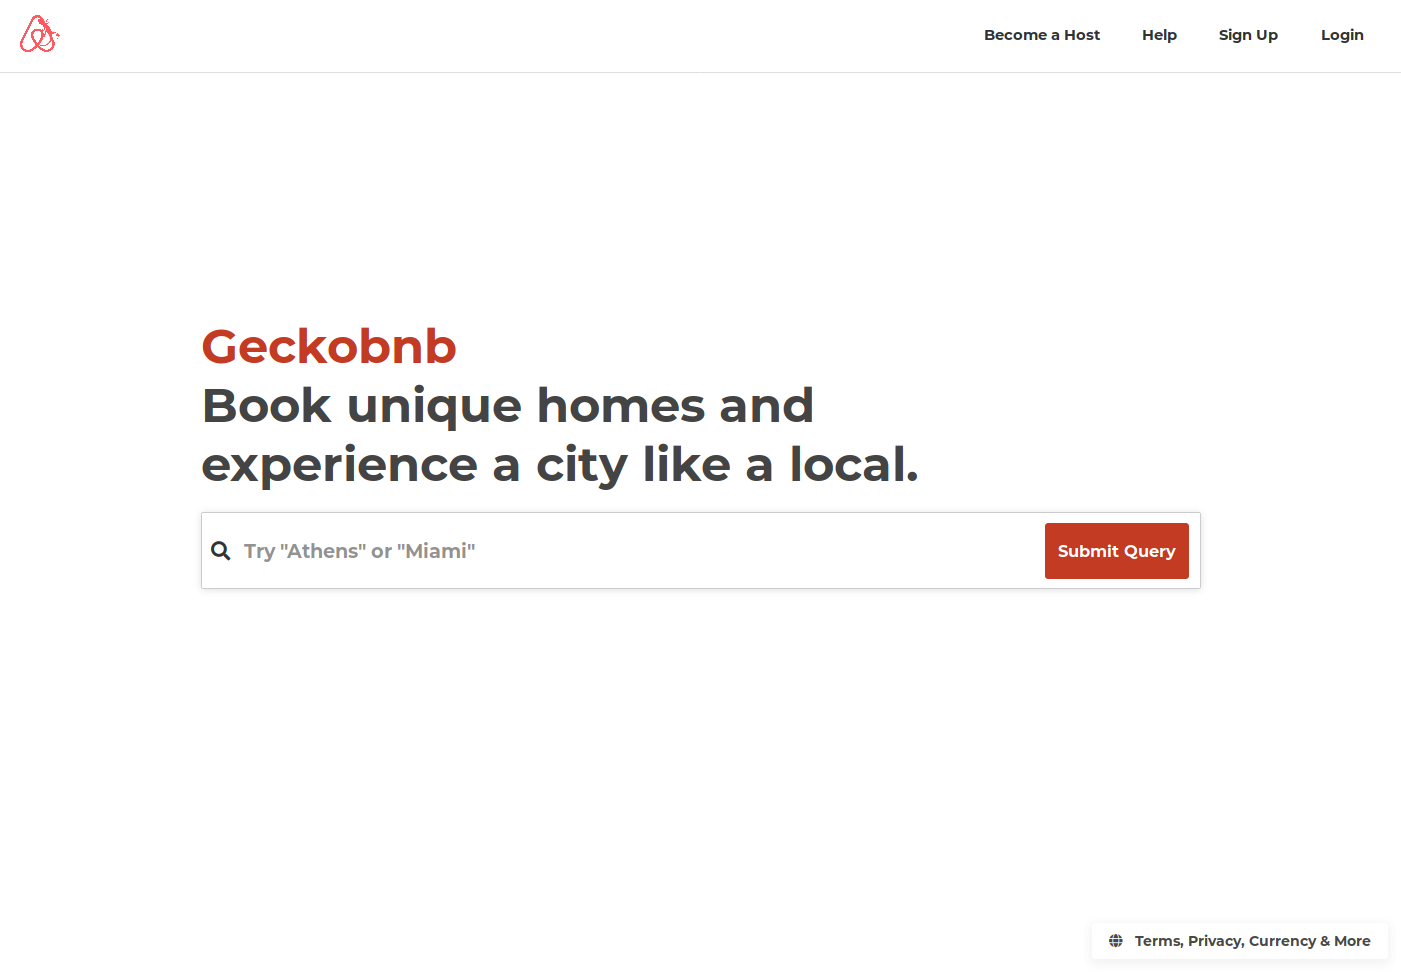 Become a Host Help Sign Up Login
Geckobnb
Book unique homes and
experience a city like a local.
Try "Athens" or "Miami" Submit Query
Terms, Privacy, Currency & More